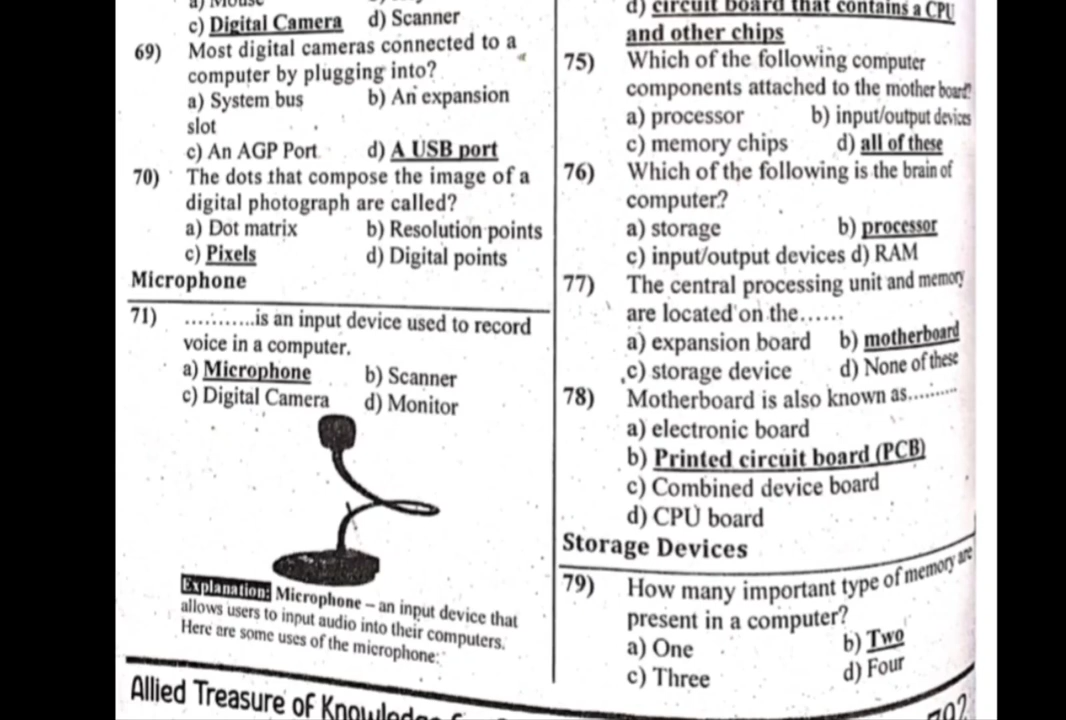 c) Digital Camera d) Scanner
69) Most digital cameras connected to a
computer by plugging into?
a) System bus b) An expansion
slot
c) An AGP Port d) A USB port
70) The dots that compose the image of a
digital photograph are called?
a) Dot matrix b) Resolution points
c) Pixels d) Digital points
Microphone
71) ..........is an input device used to record
voice in a computer.
a) Microphone b) Scanner
c) Digital Camera d) Monitor
Explanation: Microphone – an input device that
allows users to input audio into their computers.
Here are some uses of the microphone:
Allied Treasure of
d) circuit board that contains a CPU
and other chips
75) Which of the following computer
components attached to the mother board?
a) processor b) input/output devices
c) memory chips d) all of these
76) Which of the following is the brain of
computer?
a) storage b) processor
c) input/output devices d) RAM
77) The central processing unit and memory
are located on the......
a) expansion board b) motherboard
c) storage device d) None of these
78) Motherboard is also known as.........
a) electronic board
b) Printed circuit board (PCB)
c) Combined device board
d) CPU board
Storage Devices
79) How many important type of memory are
present in a computer?
a) One b) Two
c) Three d) Four